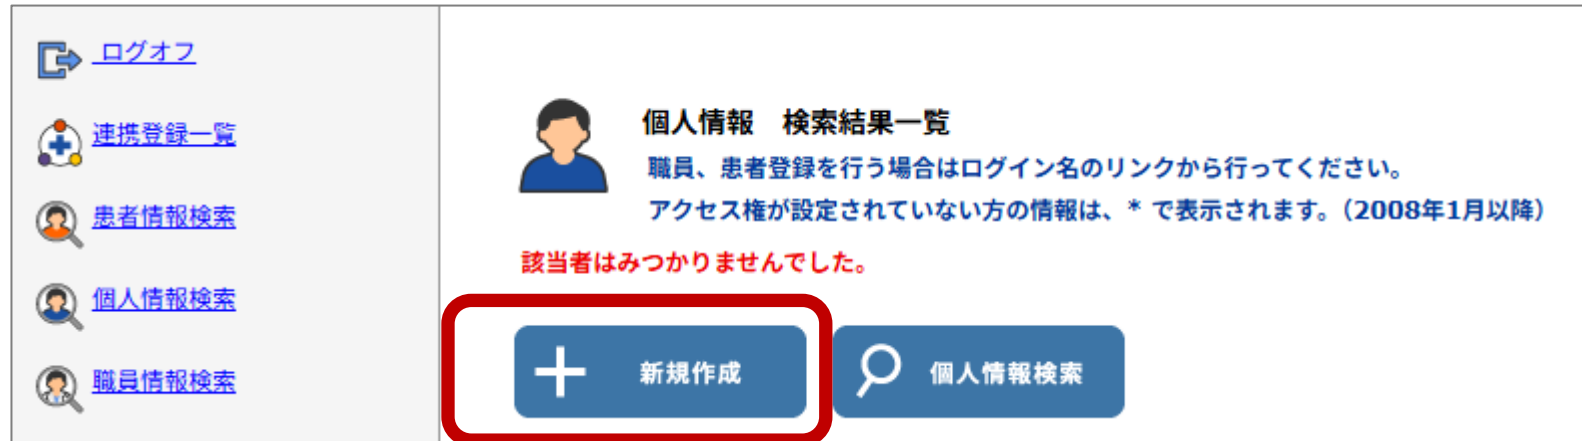 ログオフ
連携登録一覧
患者情報検索
個人情報検索
職員情報検索
個人情報　検索結果一覧
職員、患者登録を行う場合はログイン名のリンクから行ってください。
アクセス権が設定されていない方の情報は、* で表示されます。（2008年1月以降）
該当者はみつかりませんでした。
新規作成
個人情報検索